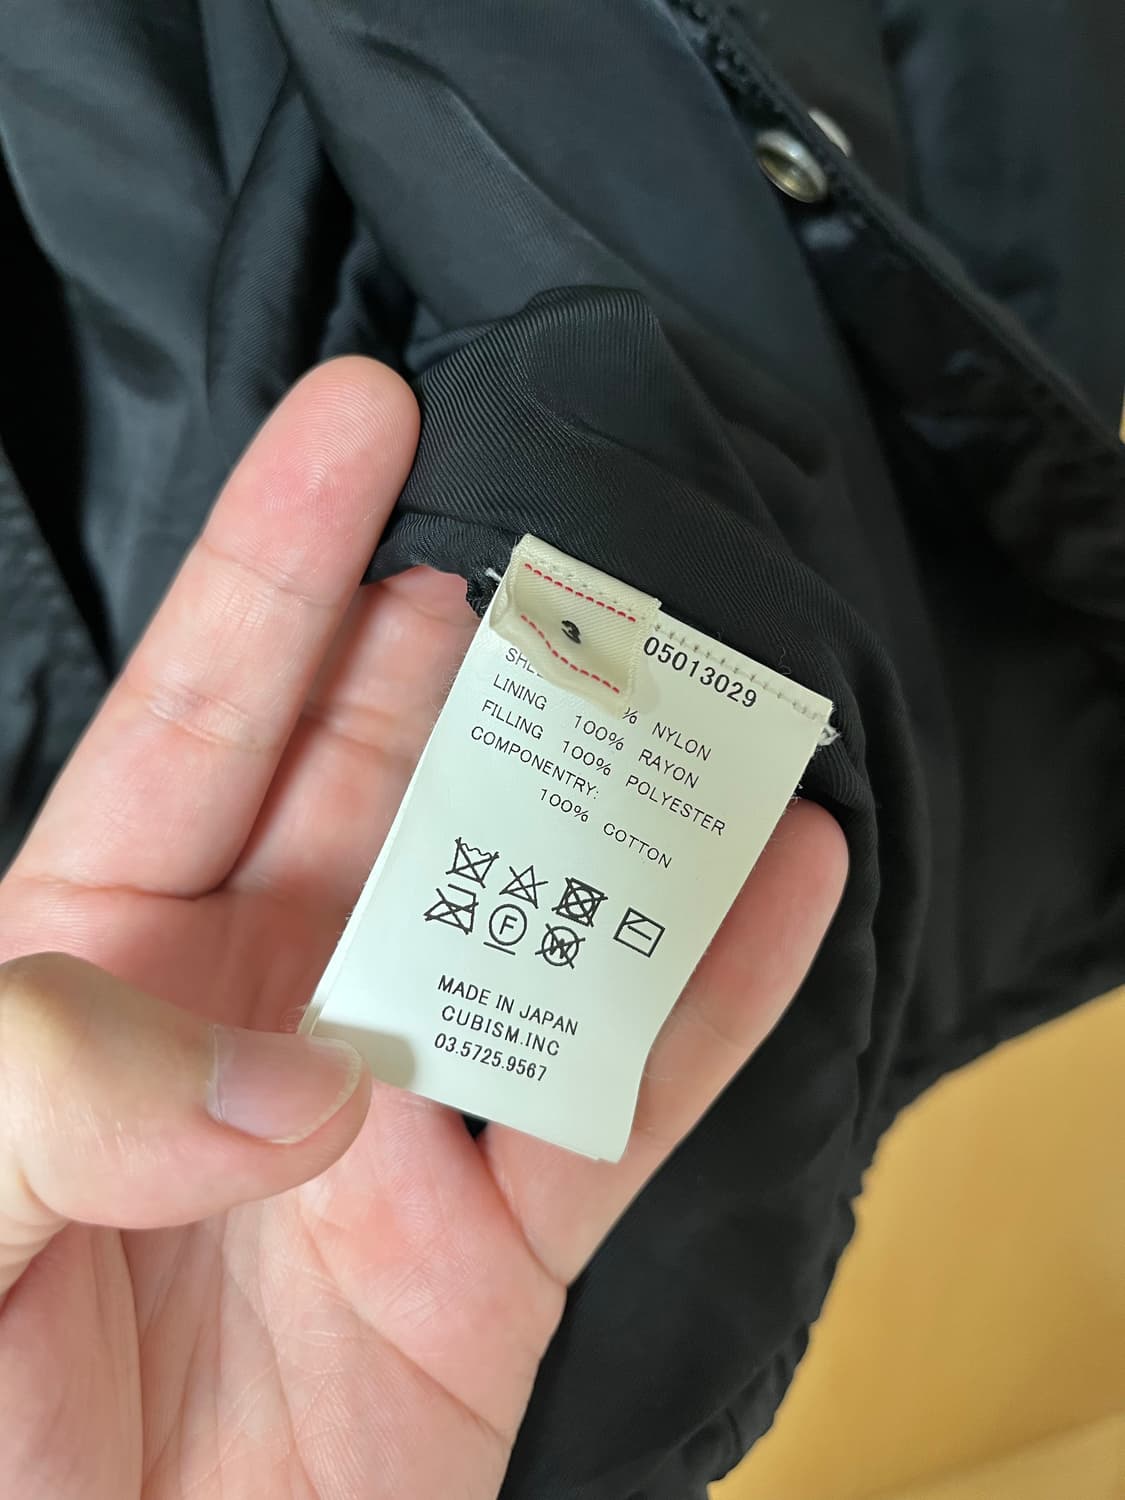 3
05013029
% NYLON
LINING 100% RAYON
FILLING 100% POLYESTER
COMPONENTRY:
100% COTTON
F
W
MADE IN JAPAN
CUBISM.INC
03.5725.9567